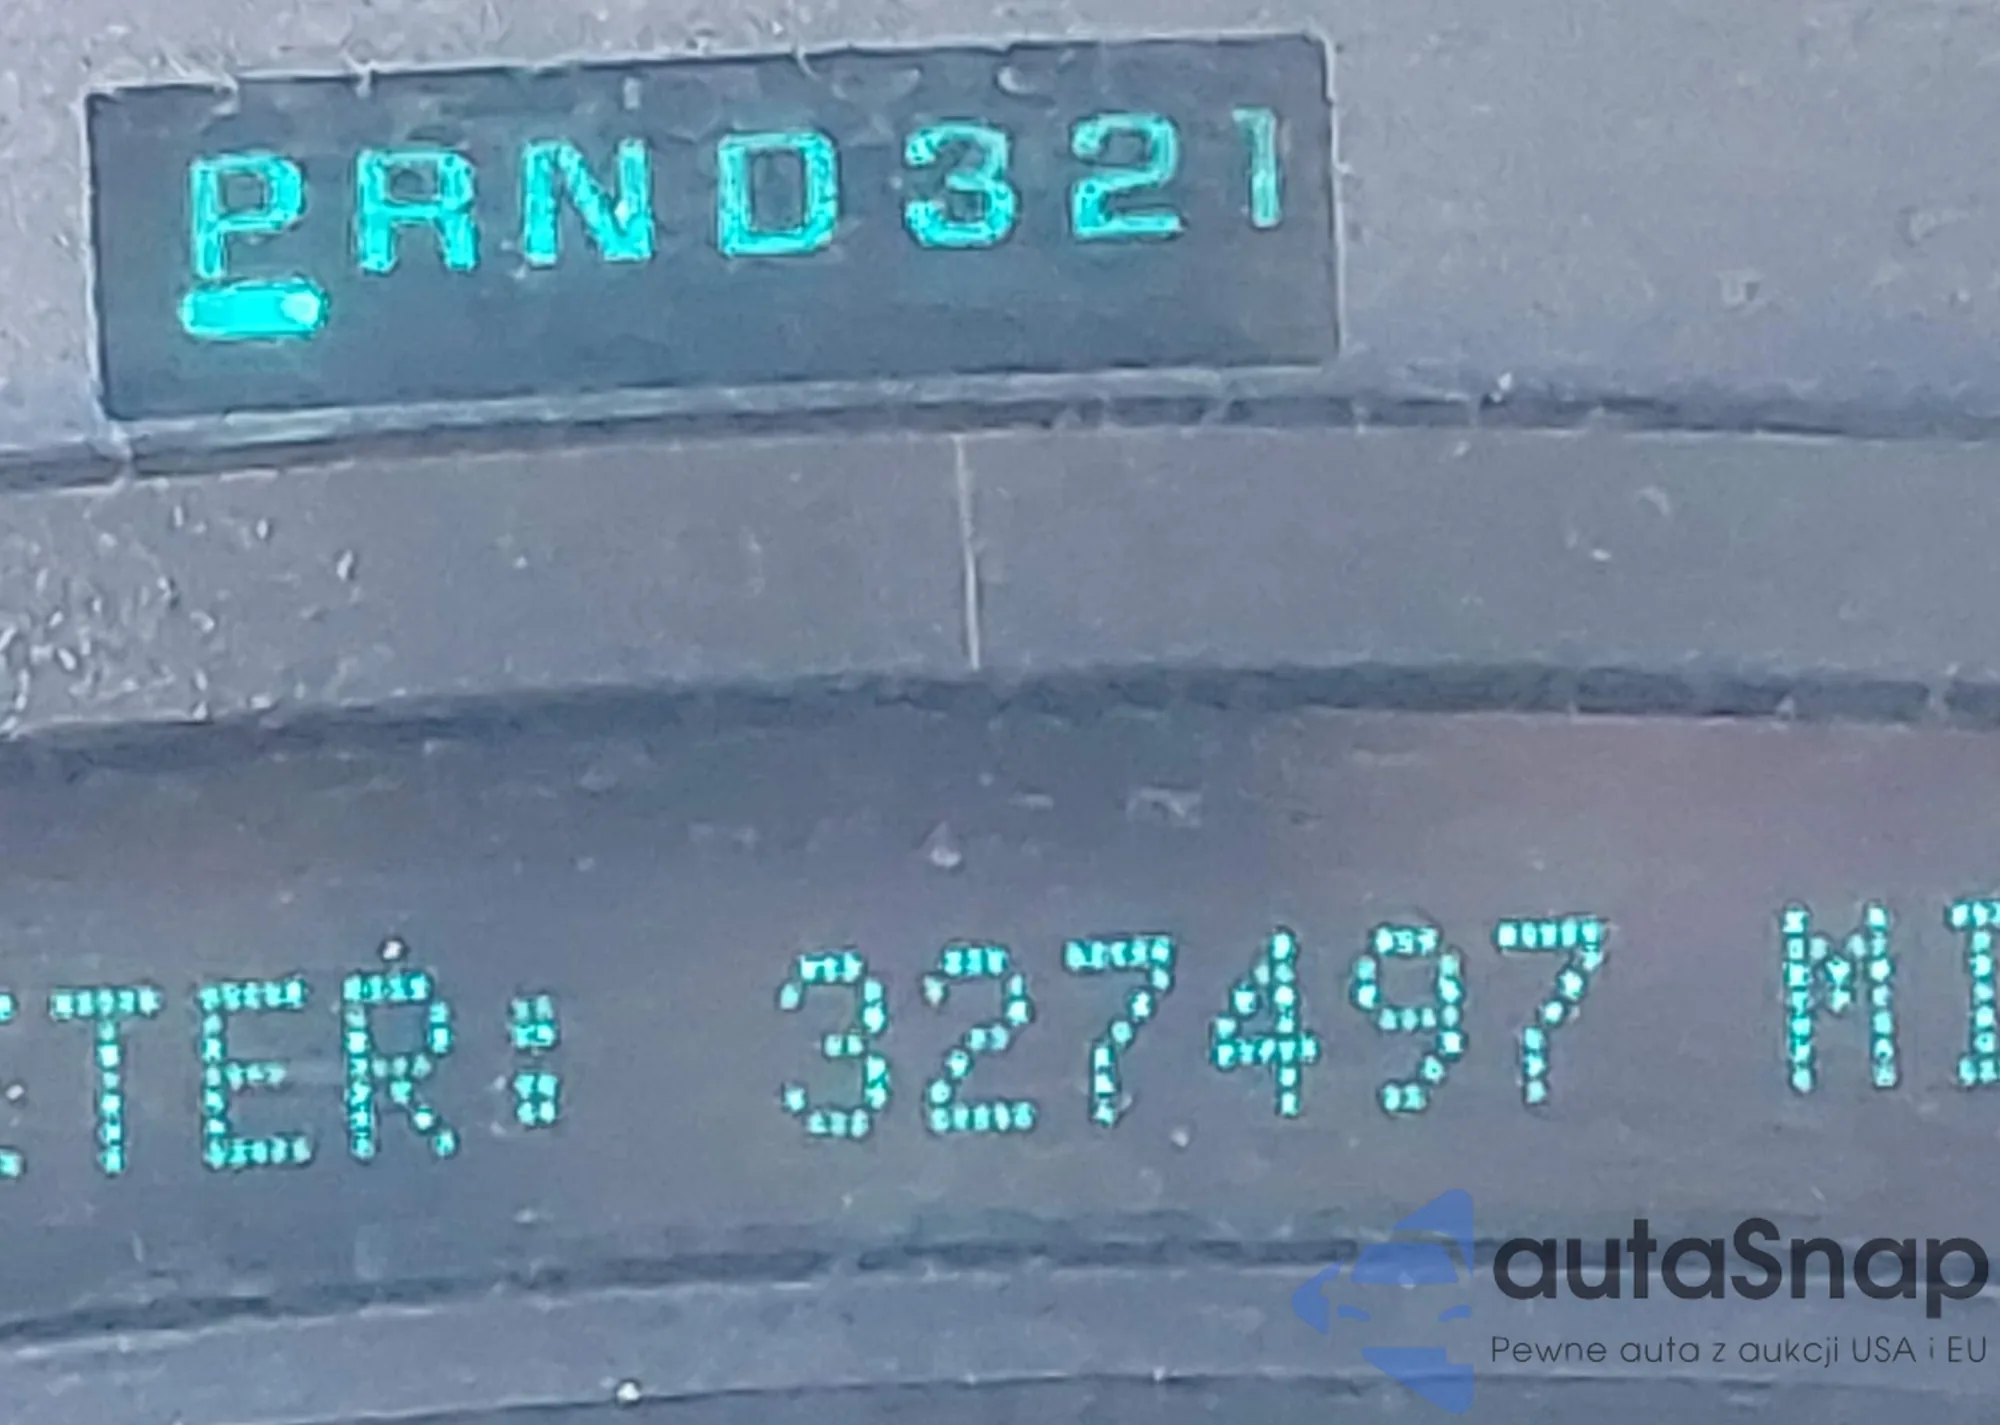 PRND321
ETER: 327497 MI
autaSnap
Pewne auta z aukcji USA i EU